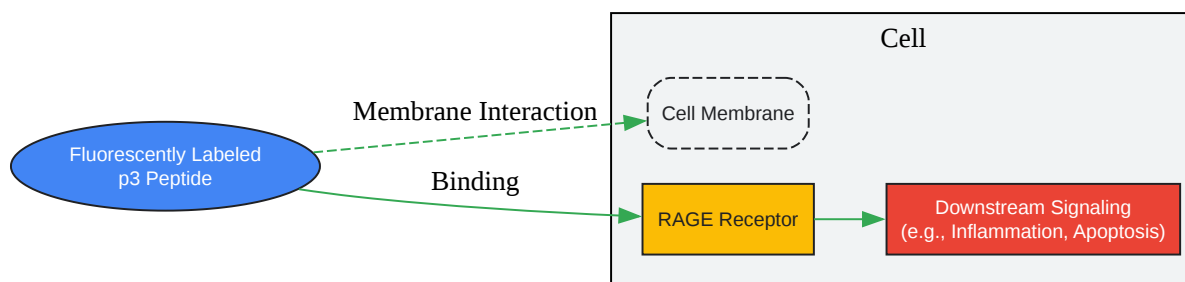 Cell
Membrane Interaction
Cell Membrane
Fluorescently Labeled
p3 Peptide
Binding
RAGE Receptor
Downstream Signaling
(e.g., Inflammation, Apoptosis)